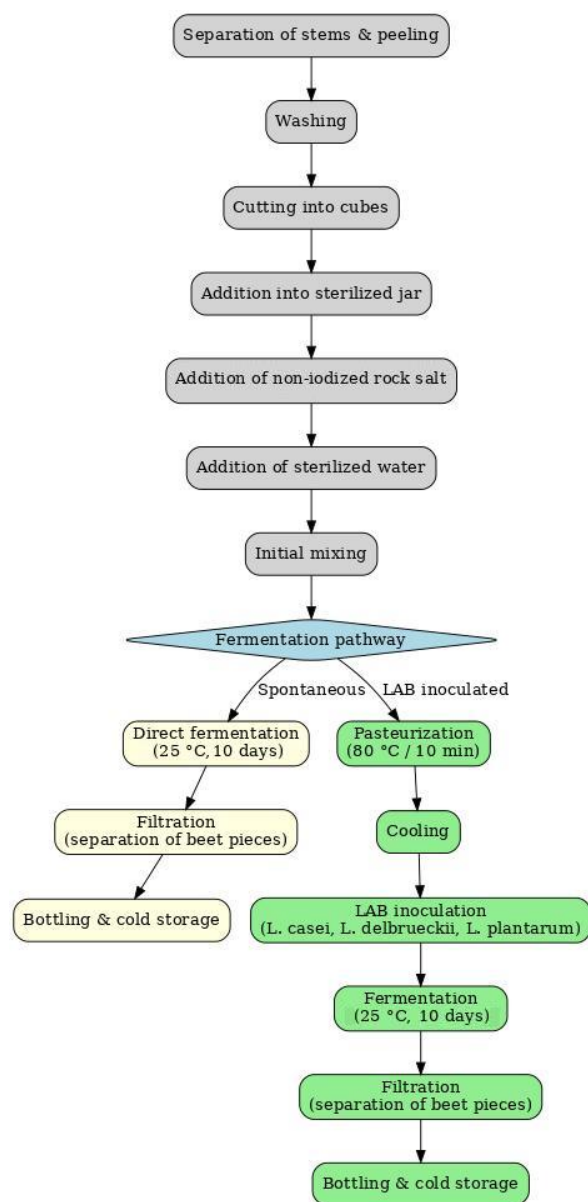 Separation of stems & peeling
Washing
Cutting into cubes
Addition into sterilized jar
Addition of non-iodized rock salt
Addition of sterilized water
Initial mixing
Fermentation pathway
Spontaneous
LAB inoculated
Direct fermentation
(25 °C, 10 days)
Filtration
(separation of beet pieces)
Bottling & cold storage
Pasteurization
(80 °C / 10 min)
Cooling
LAB inoculation
(L. casei, L. delbrueckii, L. plantarum)
Fermentation
(25 °C, 10 days)
Filtration
(separation of beet pieces)
Bottling & cold storage